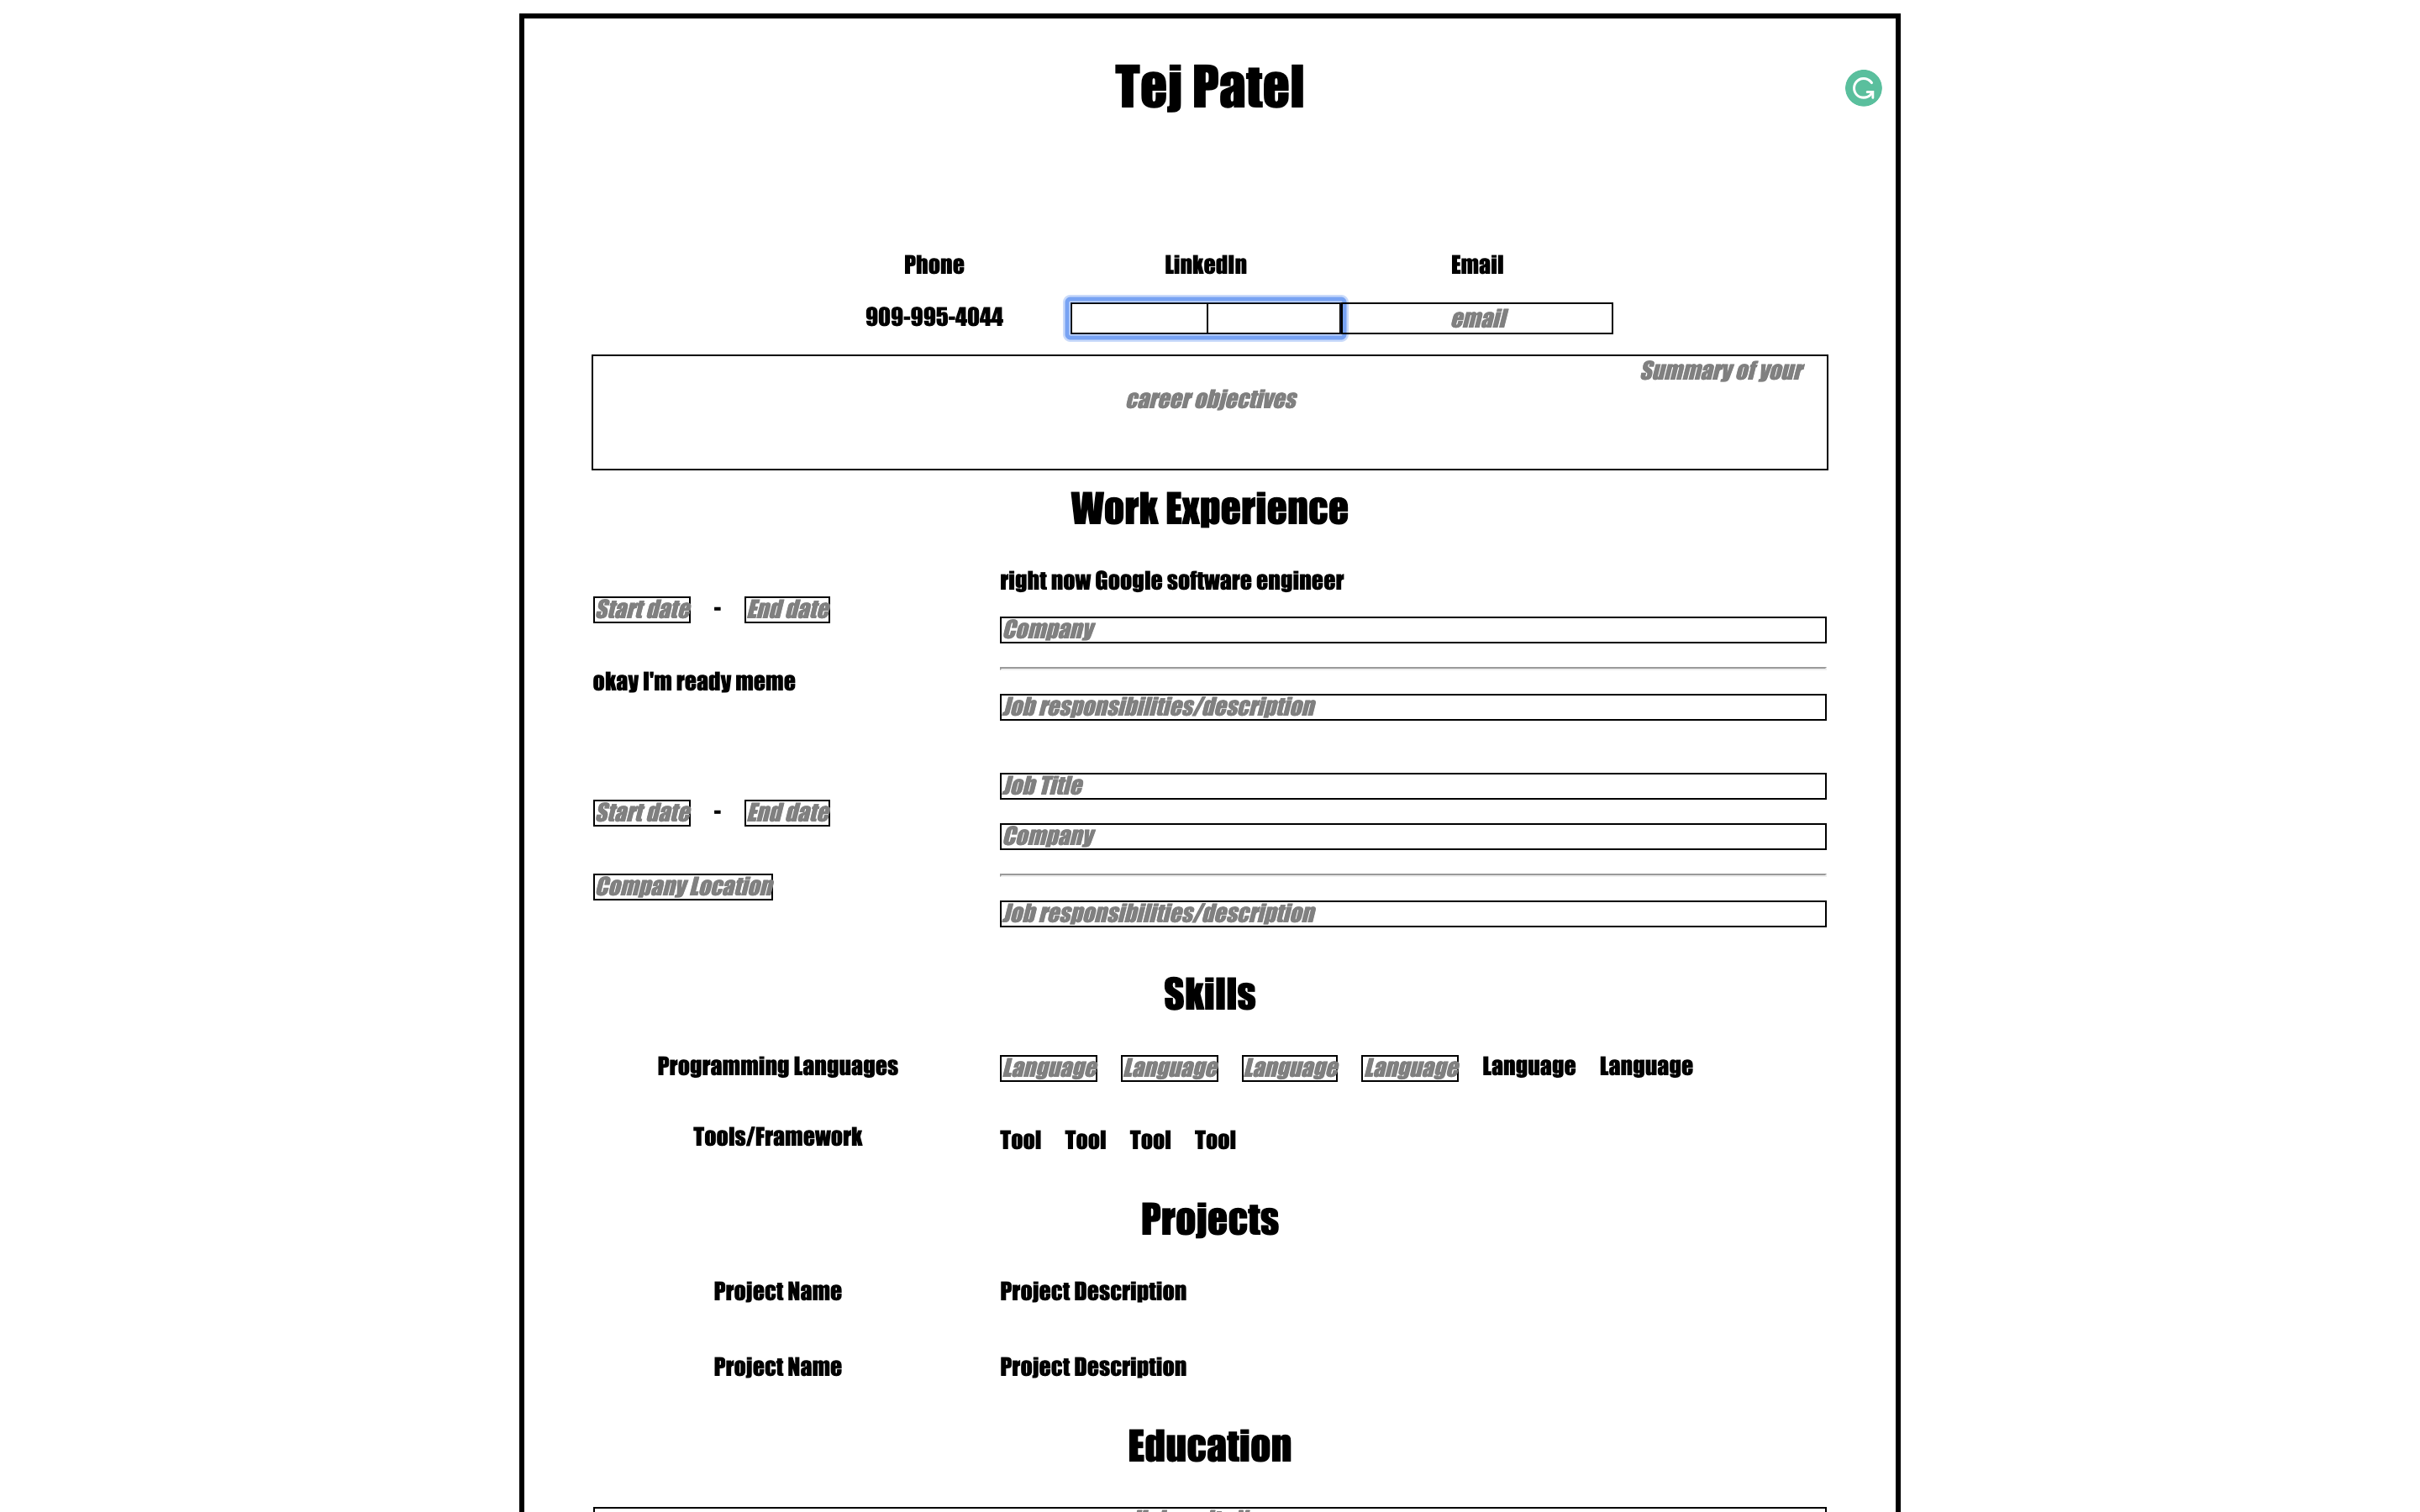 Tej Patel
Phone LinkedIn Email
909-995-4044 email
Summary of your
career objectives
Work Experience
right now Google software engineer
Start date - End date
Company
okay I'm ready meme
Job responsibilities/description
Job Title
Start date - End date
Company
Company Location
Job responsibilities/description
Skills
Programming Languages Language Language Language Language Language Language
Tools/Framework Tool Tool Tool Tool
Projects
Project Name Project Description
Project Name Project Description
Education